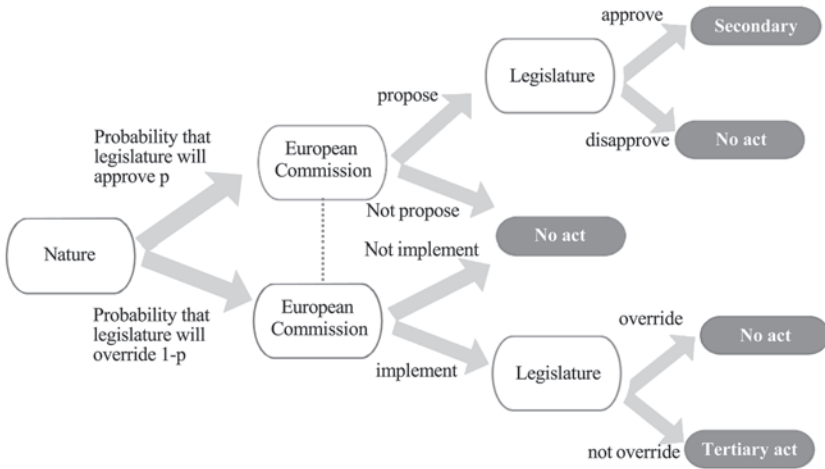 approve
Secondary
Legislature
propose
disapprove
No act
Probability that
legislature will
approve p
European
Commission
Not propose
No act
Nature
Not implement
Probability that
legislature will
override 1-p
European
Commission
override
No act
implement
Legislature
not override
Tertiary act